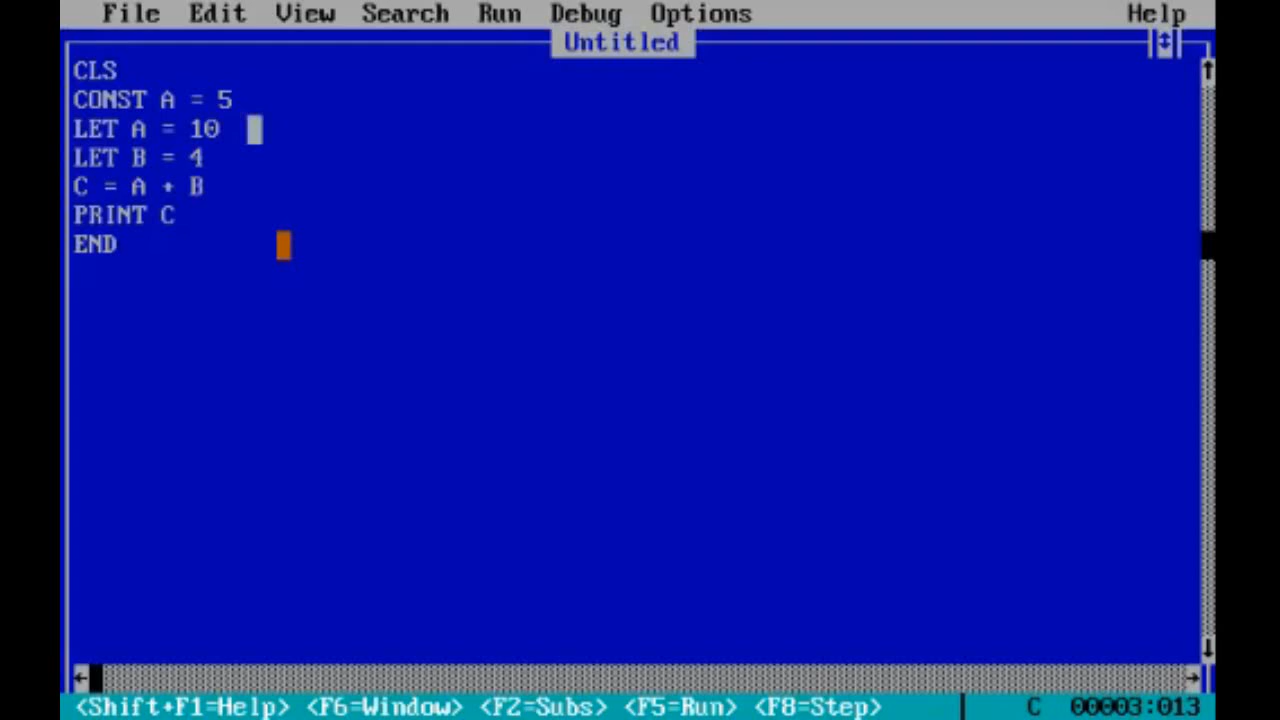 File Edit View Search Run Debug Options Help
Untitled
CLS
CONST A = 5
LET A = 10
LET B = 4
C = A + B
PRINT C
END
<Shift+F1=Help> <F6=Window> <F2=Subs> <F5=Run> <F8=Step> C 00003:013